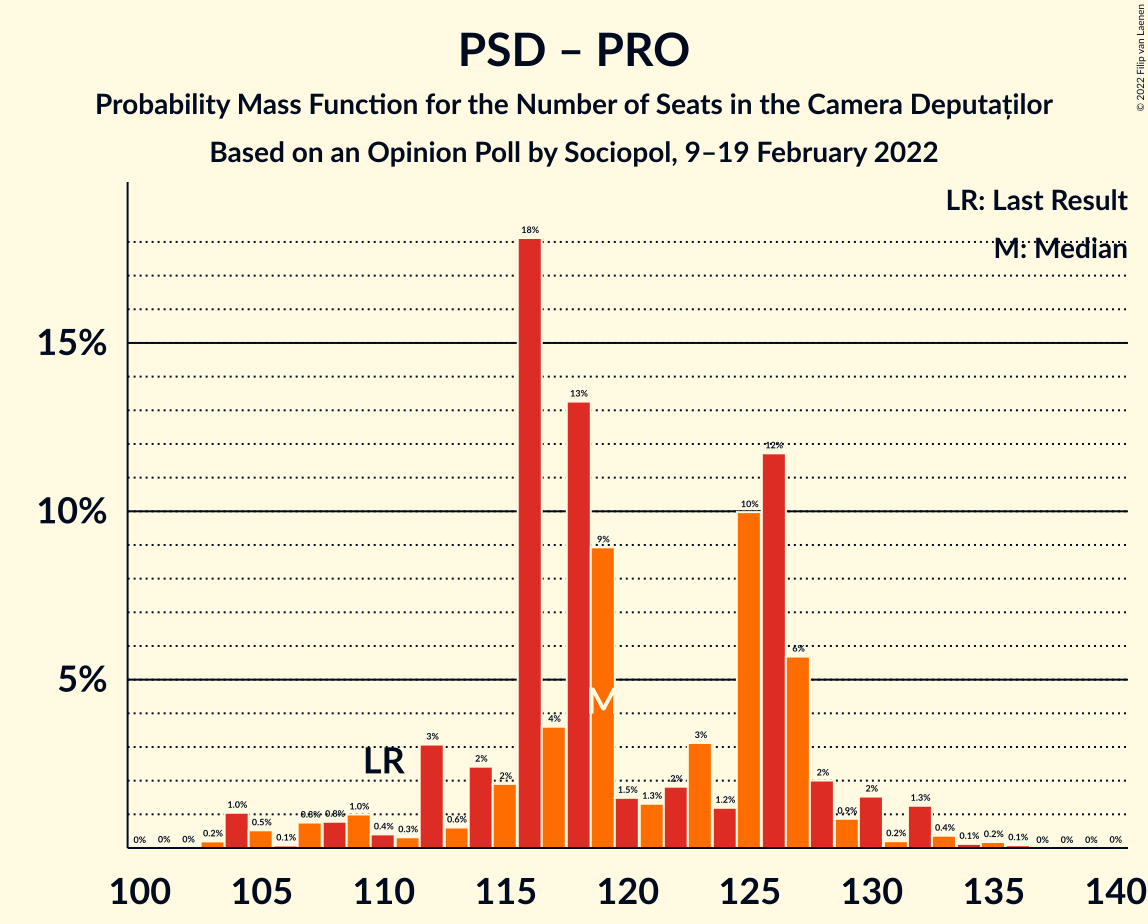 © 2022 Filip van Laenen
PSD – PRO
Probability Mass Function for the Number of Seats in the Camera Deputaților
Based on an Opinion Poll by Sociopol, 9–19 February 2022
LR: Last Result
M: Median
15%
10%
5%
0% 0% 0% 0.2% 1.0% 0.5% 0.1% 0.8% 0.8% 1.0% 0.4% 0.3% 3% 0.6% 2% 2% 18% 4% 13% 9% 1.5% 1.3% 2% 3% 1.2% 10% 12% 6% 2% 0.9% 2% 0.2% 1.3% 0.4% 0.1% 0.2% 0.1% 0% 0% 0% 0%
LR
M
100 105 110 115 120 125 130 135 140